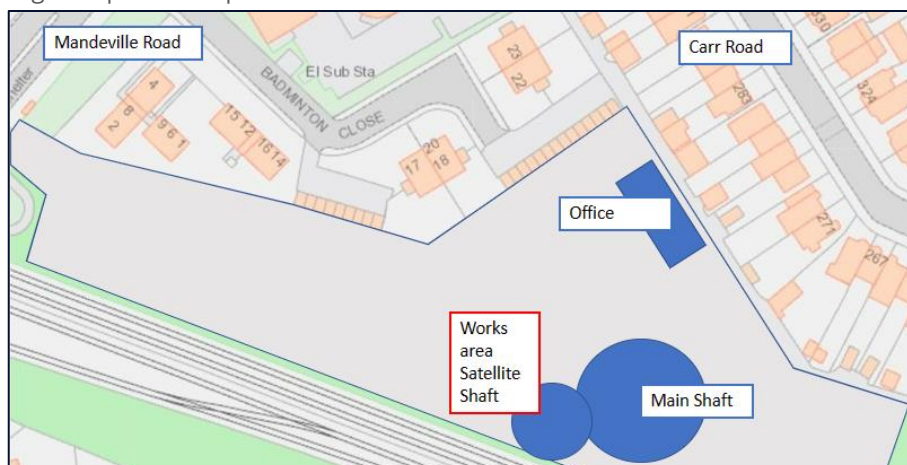 Mandeville Road
Carr Road
El Sub Sta
BADMINTON
CLOSE
23
22
330
324
283
271
267
4
8
2
9
6
1
15
12
16
14
17
20
18
Office
Works
area
Satellite
Shaft
Main Shaft